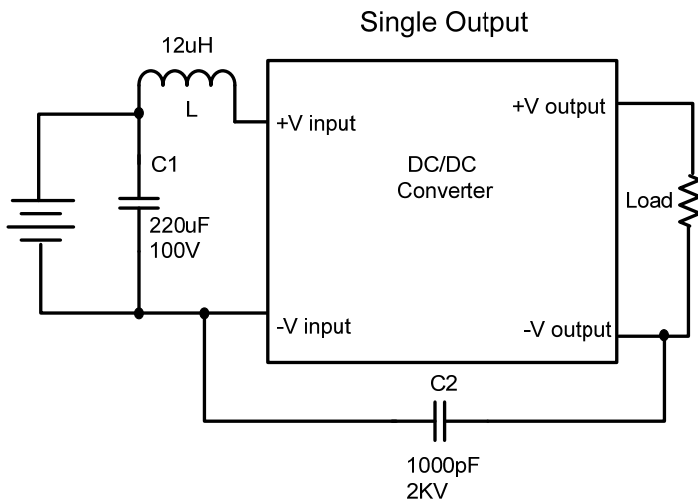 Single Output
12uH
L
+V input
+V output
C1
DC/DC
Converter
Load
220uF
100V
-V input
-V output
C2
1000pF
2KV